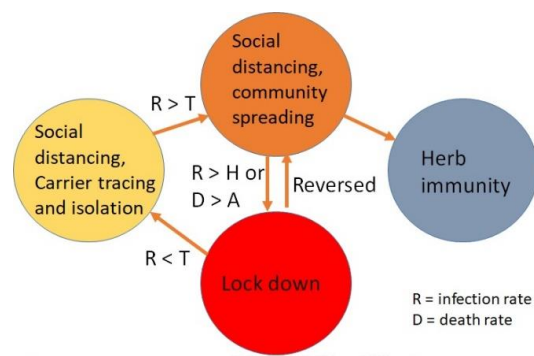 Social
distancing,
community
spreading
R > T
Social
distancing,
Carrier tracing
and isolation
R > H or
D > A
Reversed
Herb
immunity
R < T
Lock down
R = infection rate
D = death rate